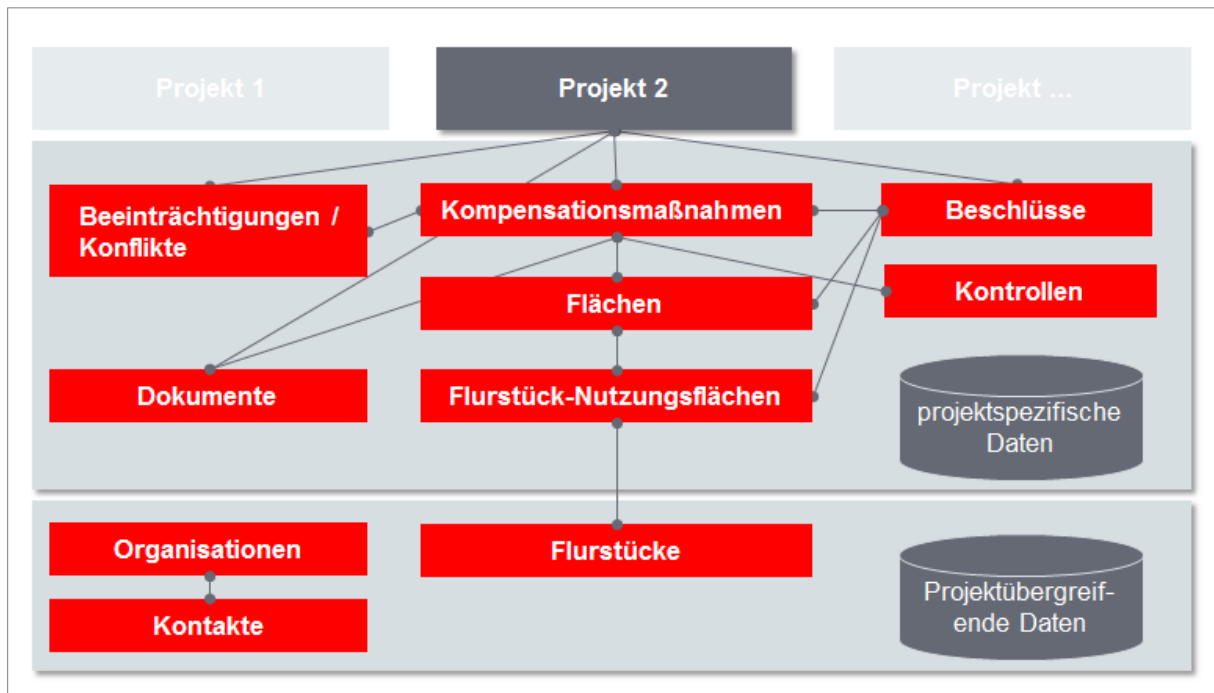 Projekt 1
Projekt 2
Projekt ...
Beeinträchtigungen /
Konflikte
Kompensationsmaßnahmen
Beschlüsse
Flächen
Kontrollen
Dokumente
Flurstück-Nutzungsflächen
projektspezifische
Daten
Organisationen
Flurstücke
Kontakte
Projektübergreif-
ende Daten